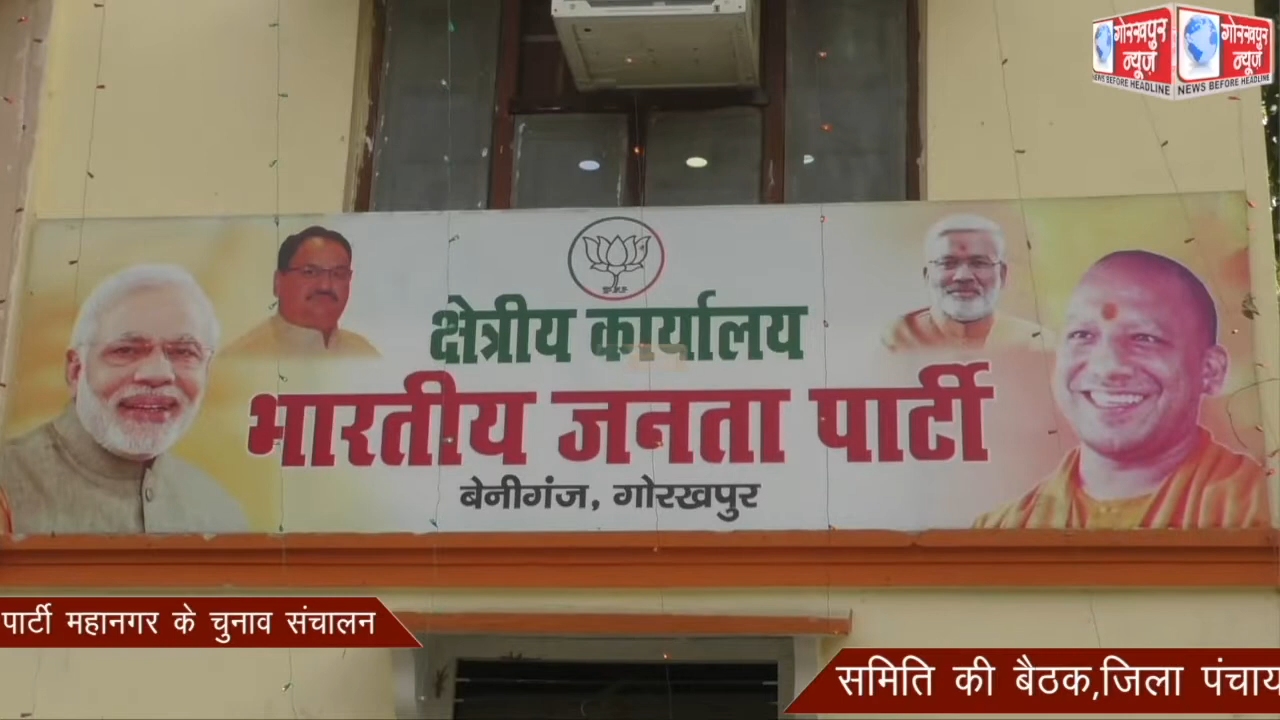 गोरखपुर
न्यूज़
NEWS BEFORE HEADLINE
गोरखपुर
न्यूज़
NEWS BEFORE HEADLINE
क्षेत्रीय कार्यालय
भारतीय जनता पार्टी
बेनीगंज, गोरखपुर
पार्टी महानगर के चुनाव संचालन
समिति की बैठक,जिला पंचाय